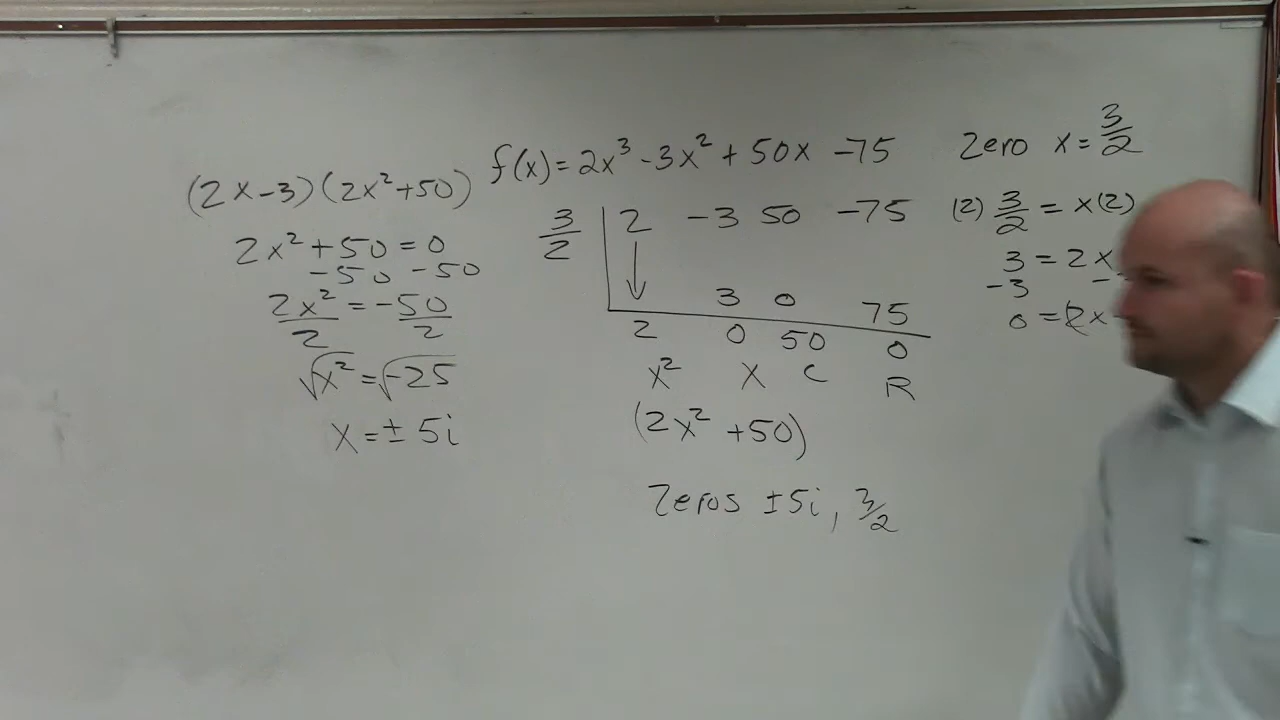 f(x) = 2x³ - 3x² + 50x - 75
Zero x = 3/2
(2x - 3)(2x² + 50)
2x² + 50 = 0
-50 -50
2x² = -50
2 2
√x² = √-25
x = ± 5i
3/2 | 2 -3 50 -75
3 0 75
2 0 50 0
x² x c R
(2x² + 50)
Zeros ±5i, 3/2
(2) 3/2 = x(2)
3 = 2x
-3 -
0 = 2x